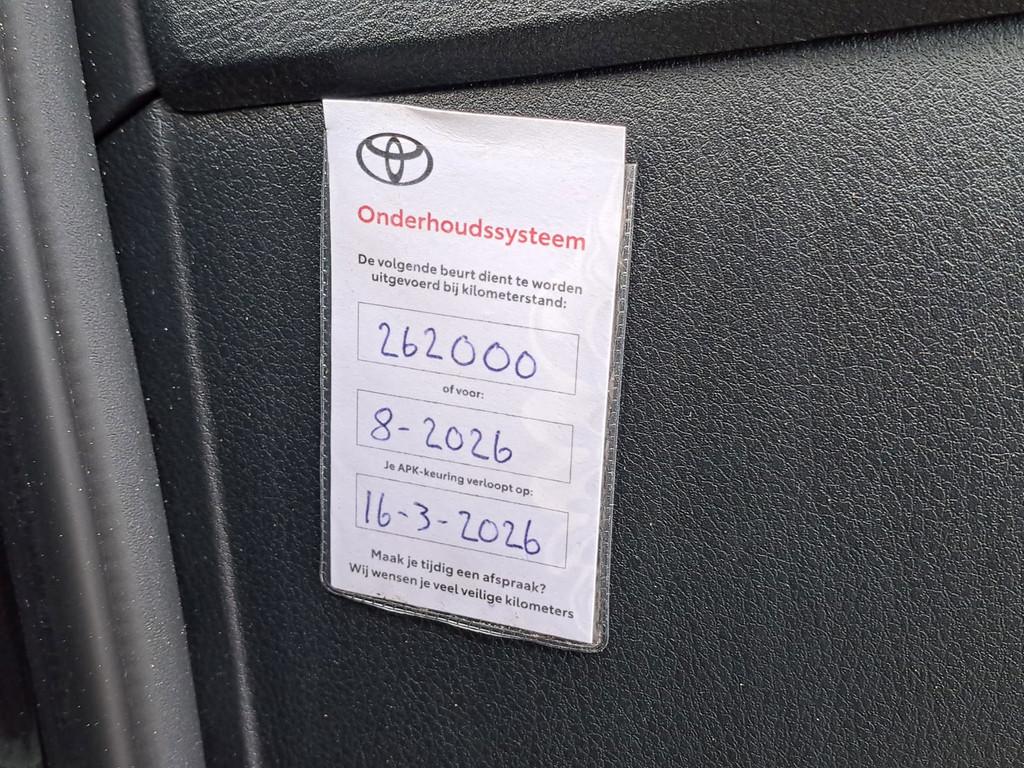 Onderhoudssysteem
De volgende beurt dient te worden
uitgevoerd bij kilometerstand:
262000
of voor:
8-2026
Je APK-keuring verloopt op:
16-3-2026
Maak je tijdig een afspraak?
Wij wensen je veel veilige kilometers